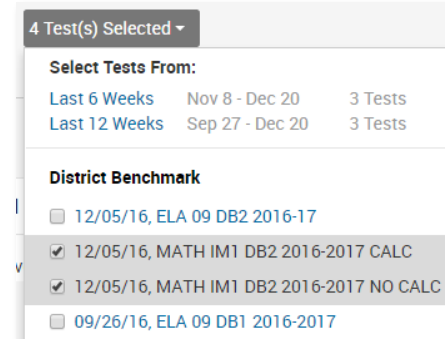 4 Test(s) Selected
Select Tests From:
Last 6 Weeks Nov 8 - Dec 20 3 Tests
Last 12 Weeks Sep 27 - Dec 20 3 Tests
District Benchmark
12/05/16, ELA 09 DB2 2016-17
12/05/16, MATH IM1 DB2 2016-2017 CALC
12/05/16, MATH IM1 DB2 2016-2017 NO CALC
09/26/16, ELA 09 DB1 2016-2017